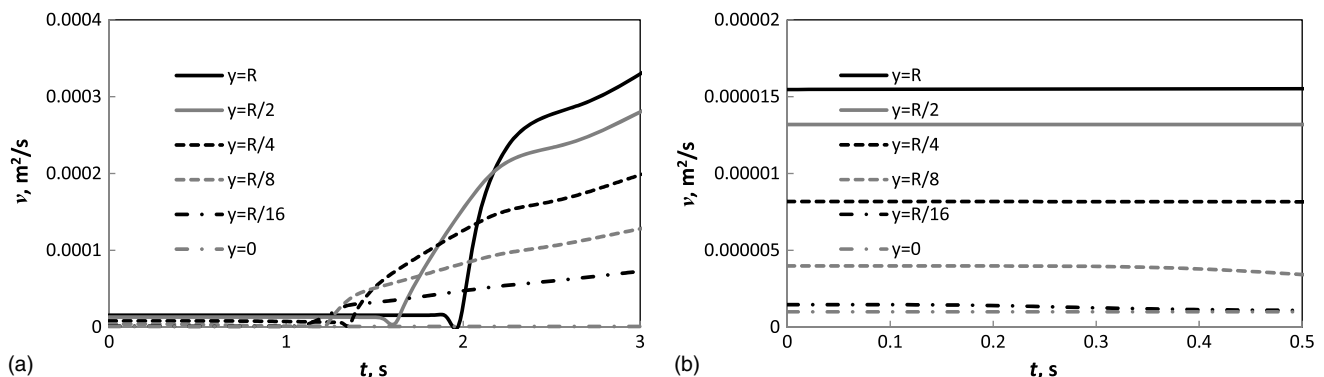 0.0004
0.0003
0.0002
0.0001
0
ν, m²/s
y=R
y=R/2
y=R/4
y=R/8
y=R/16
y=0
0 1 2 3
t, s
(a)
0.00002
0.000015
0.00001
0.000005
0
ν, m²/s
y=R
y=R/2
y=R/4
y=R/8
y=R/16
y=0
0 0.1 0.2 0.3 0.4 0.5
t, s
(b)